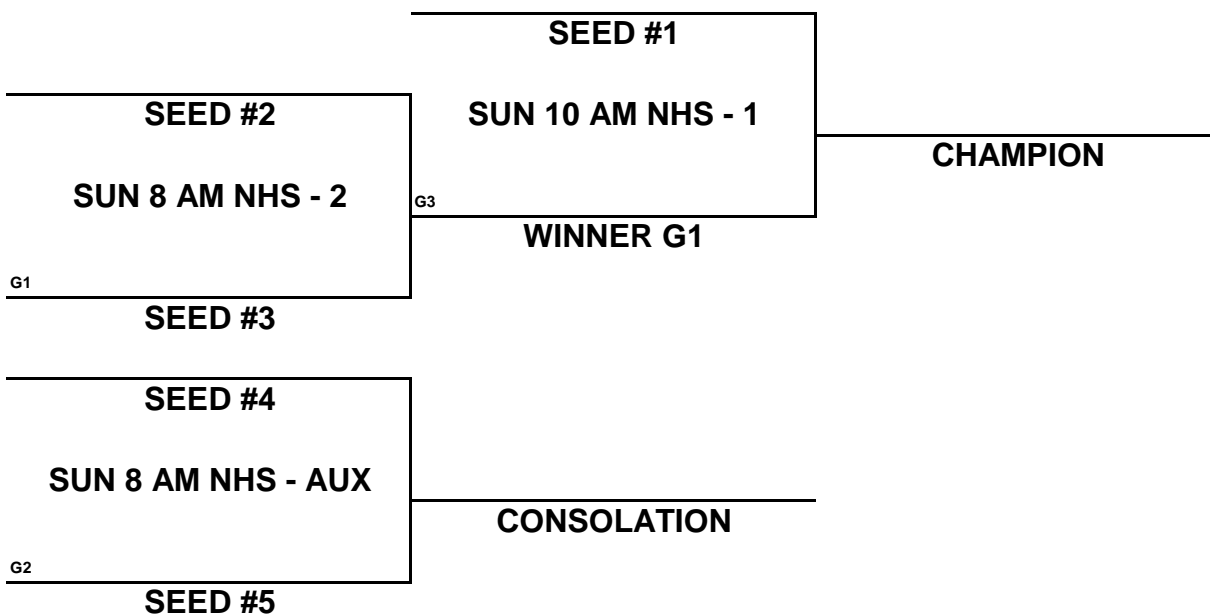 SEED #1
SEED #2
SUN 10 AM NHS - 1
CHAMPION
SUN 8 AM NHS - 2
G3
WINNER G1
G1
SEED #3
SEED #4
SUN 8 AM NHS - AUX
CONSOLATION
G2
SEED #5